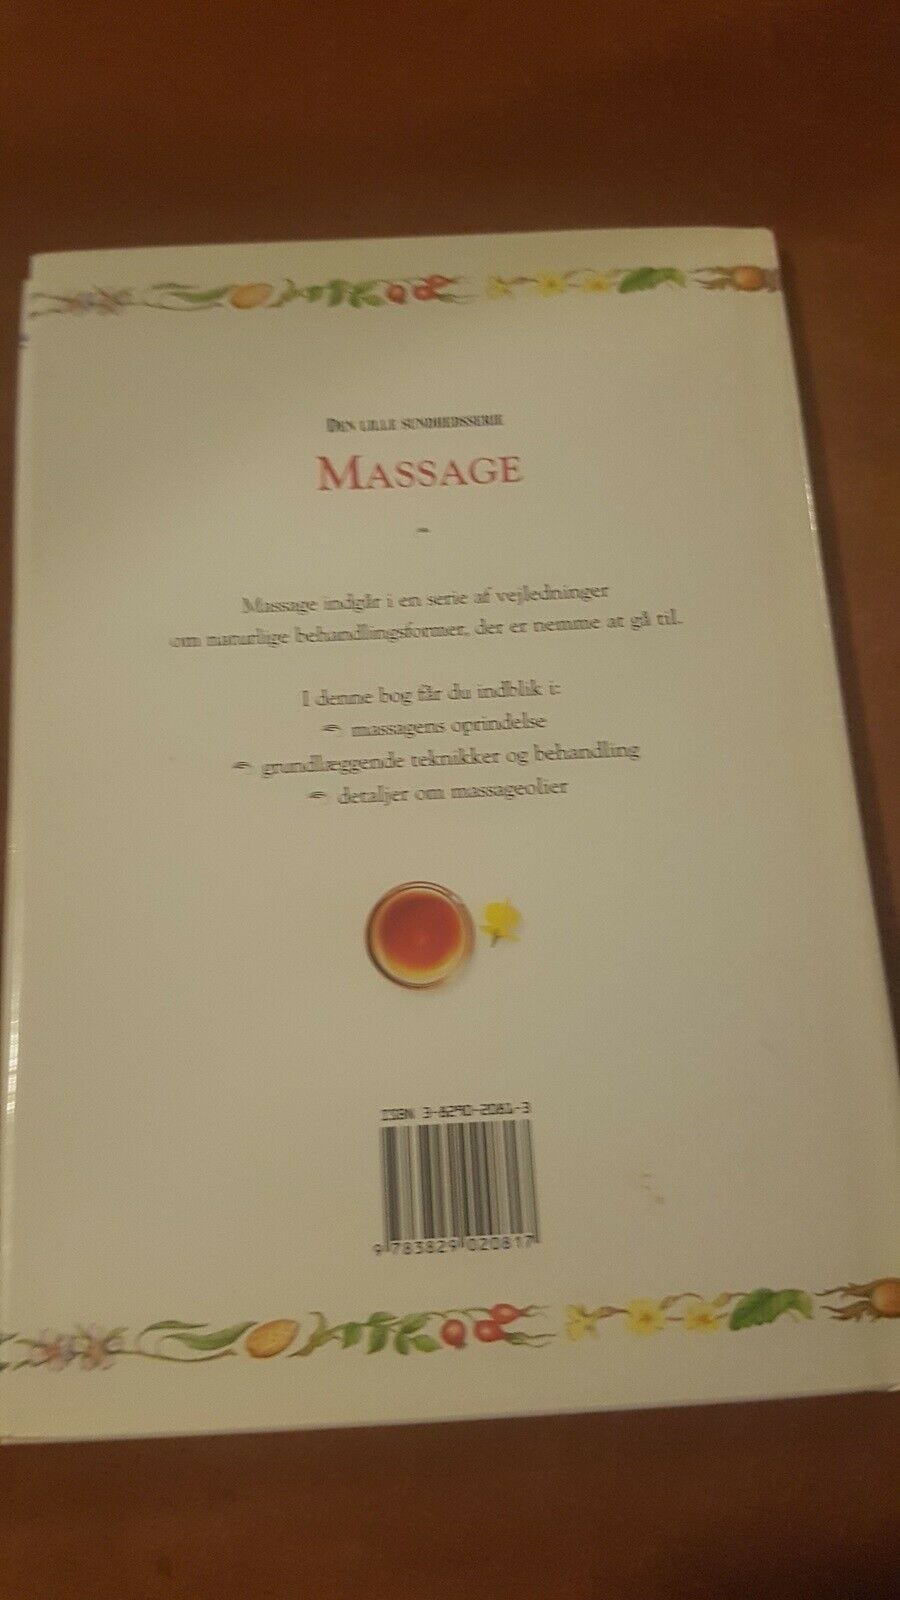 DEN LILLE SUNDHEDSSERIE
MASSAGE
Massage indgår i en serie af vejledninger
om naturlige behandlingsformer, der er nemme at gå til.
I denne bog får du indblik i:
massagens oprindelse
grundlæggende teknikker og behandling
detaljer om massageolier
ISBN 3-8290-2081-3
9 783829 020817